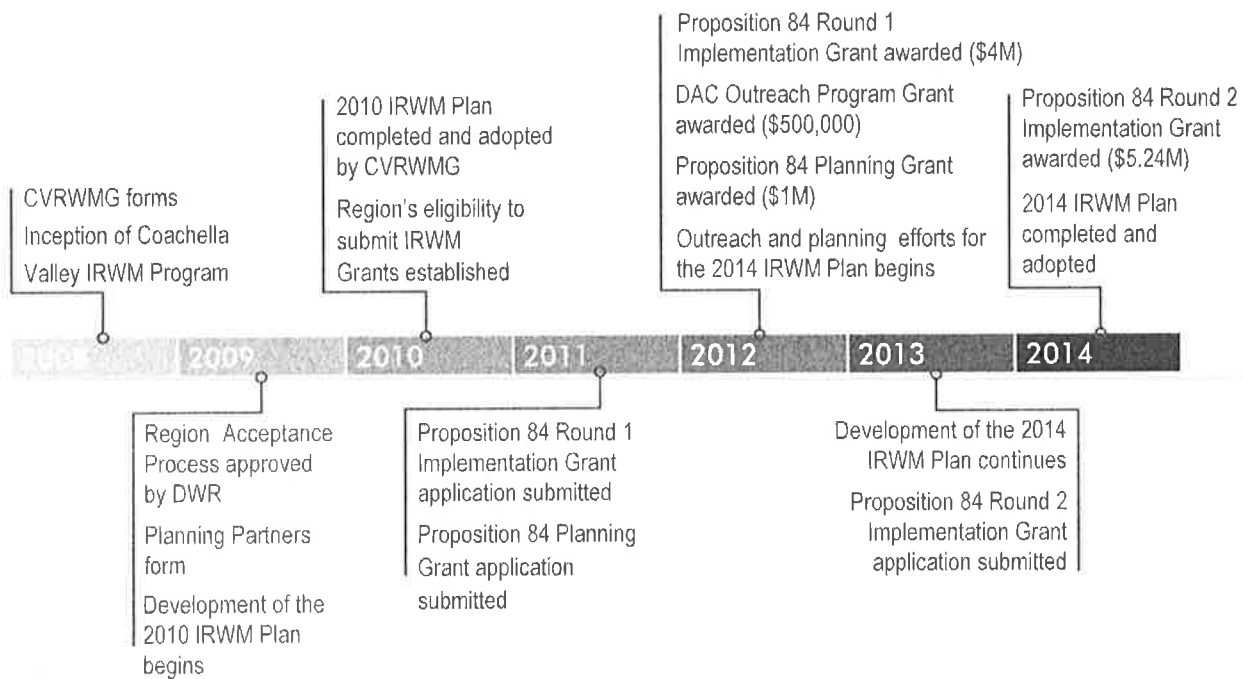 CVRWMG forms
Inception of Coachella
Valley IRWM Program
2010 IRWM Plan
completed and adopted
by CVRWMG
Region's eligibility to
submit IRWM
Grants established
Proposition 84 Round 1
Implementation Grant awarded ($4M)
DAC Outreach Program Grant
awarded ($500,000)
Proposition 84 Planning Grant
awarded ($1M)
Outreach and planning efforts for
the 2014 IRWM Plan begins
Proposition 84 Round 2
Implementation Grant
awarded ($5.24M)
2014 IRWM Plan
completed and
adopted
2009
2010
2011
2012
2013
2014
Region Acceptance
Process approved
by DWR
Planning Partners
form
Development of the
2010 IRWM Plan
begins
Proposition 84 Round 1
Implementation Grant
application submitted
Proposition 84 Planning
Grant application
submitted
Development of the 2014
IRWM Plan continues
Proposition 84 Round 2
Implementation Grant
application submitted